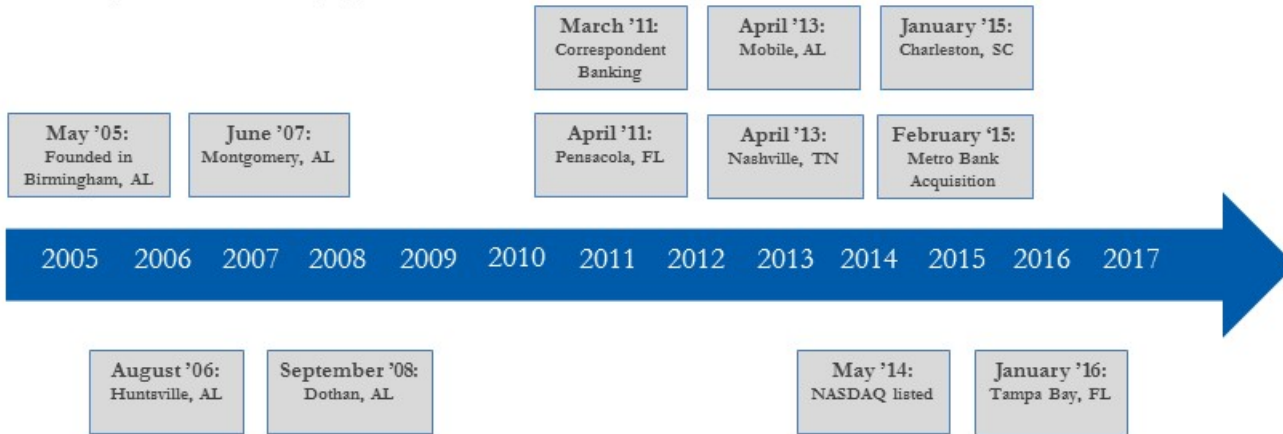 March ’11:
Correspondent
Banking
April ’13:
Mobile, AL
January ’15:
Charleston, SC
May ’05:
Founded in
Birmingham, AL
June ’07:
Montgomery, AL
April ’11:
Pensacola, FL
April ’13:
Nashville, TN
February ‘15:
Metro Bank
Acquisition
2005 2006 2007 2008 2009 2010 2011 2012 2013 2014 2015 2016 2017
August ’06:
Huntsville, AL
September ’08:
Dothan, AL
May ’14:
NASDAQ listed
January ’16:
Tampa Bay, FL